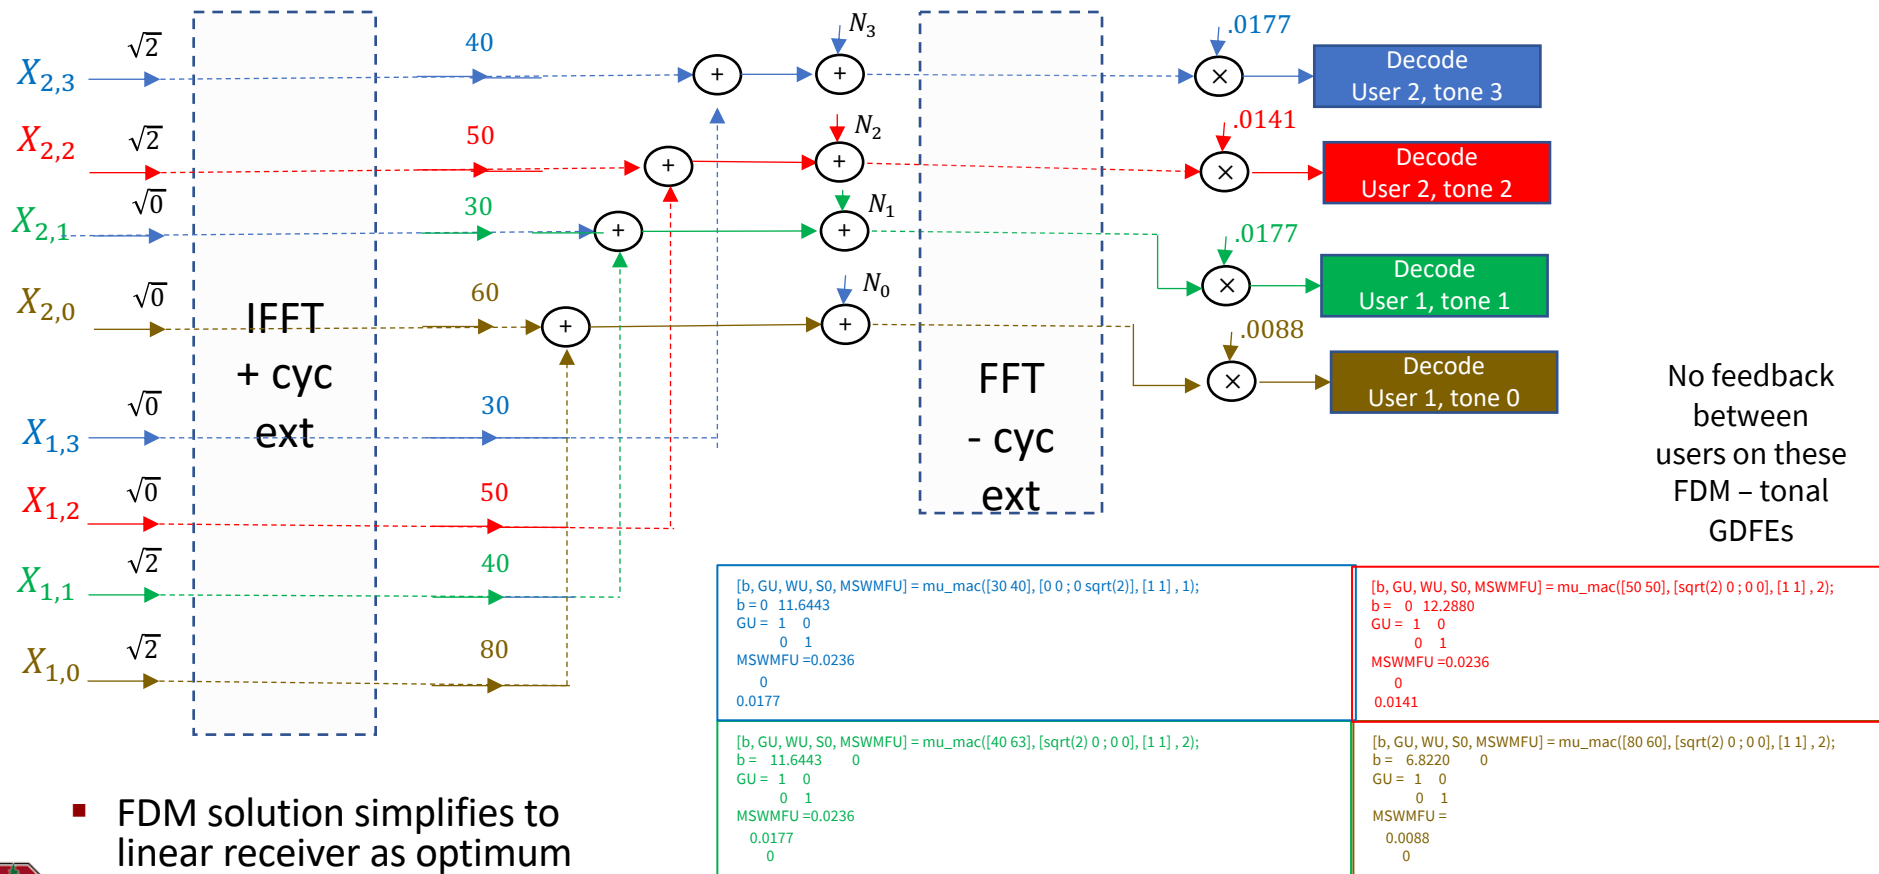 X₂,₃ √2 40 N₃ .0177
Decode
User 2, tone 3
X₂,₂ √2 50 N₂ .0141
Decode
User 2, tone 2
X₂,₁ √0 30 N₁ .0177
Decode
User 1, tone 1
X₂,₀ √0 60 N₀ .0088
Decode
User 1, tone 0
+ + + + + + + +
× × × ×
IFFT
+ cyc
ext
FFT
- cyc
ext
X₁,₃ √0 30
X₁,₂ √0 50
X₁,₁ √2 40
X₁,₀ √2 80
No feedback
between
users on these
FDM – tonal
GDFEs
[b, GU, WU, S0, MSWMFU] = mu_mac([30 40], [0 0 ; 0 sqrt(2)], [1 1] , 1);
b = 0 11.6443
GU = 1 0
0 1
MSWMFU =0.0236
0
0.0177
[b, GU, WU, S0, MSWMFU] = mu_mac([50 50], [sqrt(2) 0 ; 0 0], [1 1] , 2);
b = 0 12.2880
GU = 1 0
0 1
MSWMFU =0.0236
0
0.0141
[b, GU, WU, S0, MSWMFU] = mu_mac([40 63], [sqrt(2) 0 ; 0 0], [1 1] , 2);
b = 11.6443 0
GU = 1 0
0 1
MSWMFU =0.0236
0.0177
0
[b, GU, WU, S0, MSWMFU] = mu_mac([80 60], [sqrt(2) 0 ; 0 0], [1 1] , 2);
b = 6.8220 0
GU = 1 0
0 1
MSWMFU =
0.0088
0
▪ FDM solution simplifies to
linear receiver as optimum